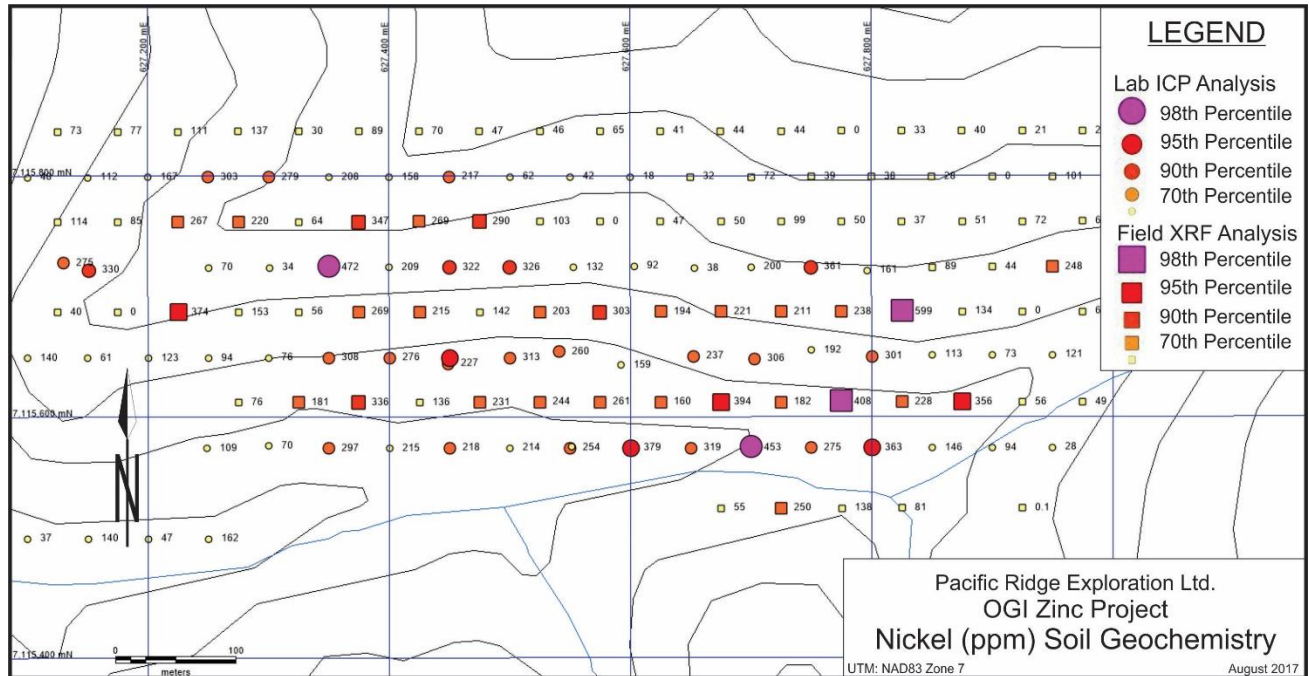 627,200 mE 627,400 mE 627,600 mE 627,800 mE
LEGEND
Lab ICP Analysis
98th Percentile
95th Percentile
90th Percentile
70th Percentile
Field XRF Analysis
98th Percentile
95th Percentile
90th Percentile
70th Percentile
73 77 111 137 30 89 70 47 46 65 41 44 44 0 33 40 21 2
7,115,800 mN
48 112 167 303 279 208 158 217 62 42 18 32 72 39 38 26 0 101
114 85 267 220 64 347 269 290 103 0 47 50 99 50 37 51 72 6
275 330 70 34 472 209 322 326 132 92 38 200 361 161 89 44 248
40 0 374 153 56 269 215 142 203 303 194 221 211 238 599 134 0 6
140 61 123 94 76 308 276 227 313 260 159 237 306 192 301 113 73 121
7,115,600 mN
76 181 336 136 231 244 261 160 394 182 408 228 356 56 49
109 70 297 215 218 214 254 379 319 453 275 363 146 94 28
N
55 250 138 81 0.1
37 140 47 162
7,115,400 mN
0 100
meters
Pacific Ridge Exploration Ltd.
OGI Zinc Project
Nickel (ppm) Soil Geochemistry
UTM: NAD83 Zone 7 August 2017